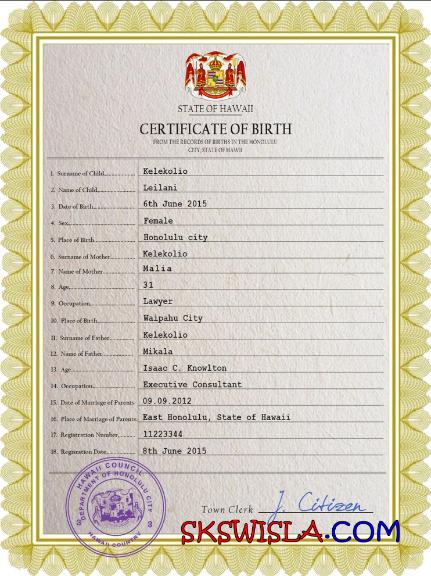 STATE OF HAWAII
CERTIFICATE OF BIRTH
FROM THE RECORDS OF BIRTHS IN THE HONOLULU
CITY, STATE OF HAWII
1. Surname of Child Kelekolio
2. Name of Child Leilani
3. Date of Birth 6th June 2015
4. Sex Female
5. Place of Birth Honolulu city
6. Surname of Mother Kelekolio
7. Name of Mother Malia
8. Age 31
9. Occupation Lawyer
10. Place of Birth Waipahu City
11. Surname of Father Kelekolio
12. Name of Father Mikala
13. Age Isaac C. Knowlton
14. Occupation Executive Consultant
15. Date of Marriage of Parents 09.09.2012
16. Place of Marriage of Parents East Honolulu, State of Hawaii
17. Registration Number 11223344
18. Registration Date 8th June 2015
HAWAII COUNCIL
DEPARTMENT OF HONOLULU CITY
HAWAII COUNTRY
Town Clerk J. Citizen
SKSWISLA.COM